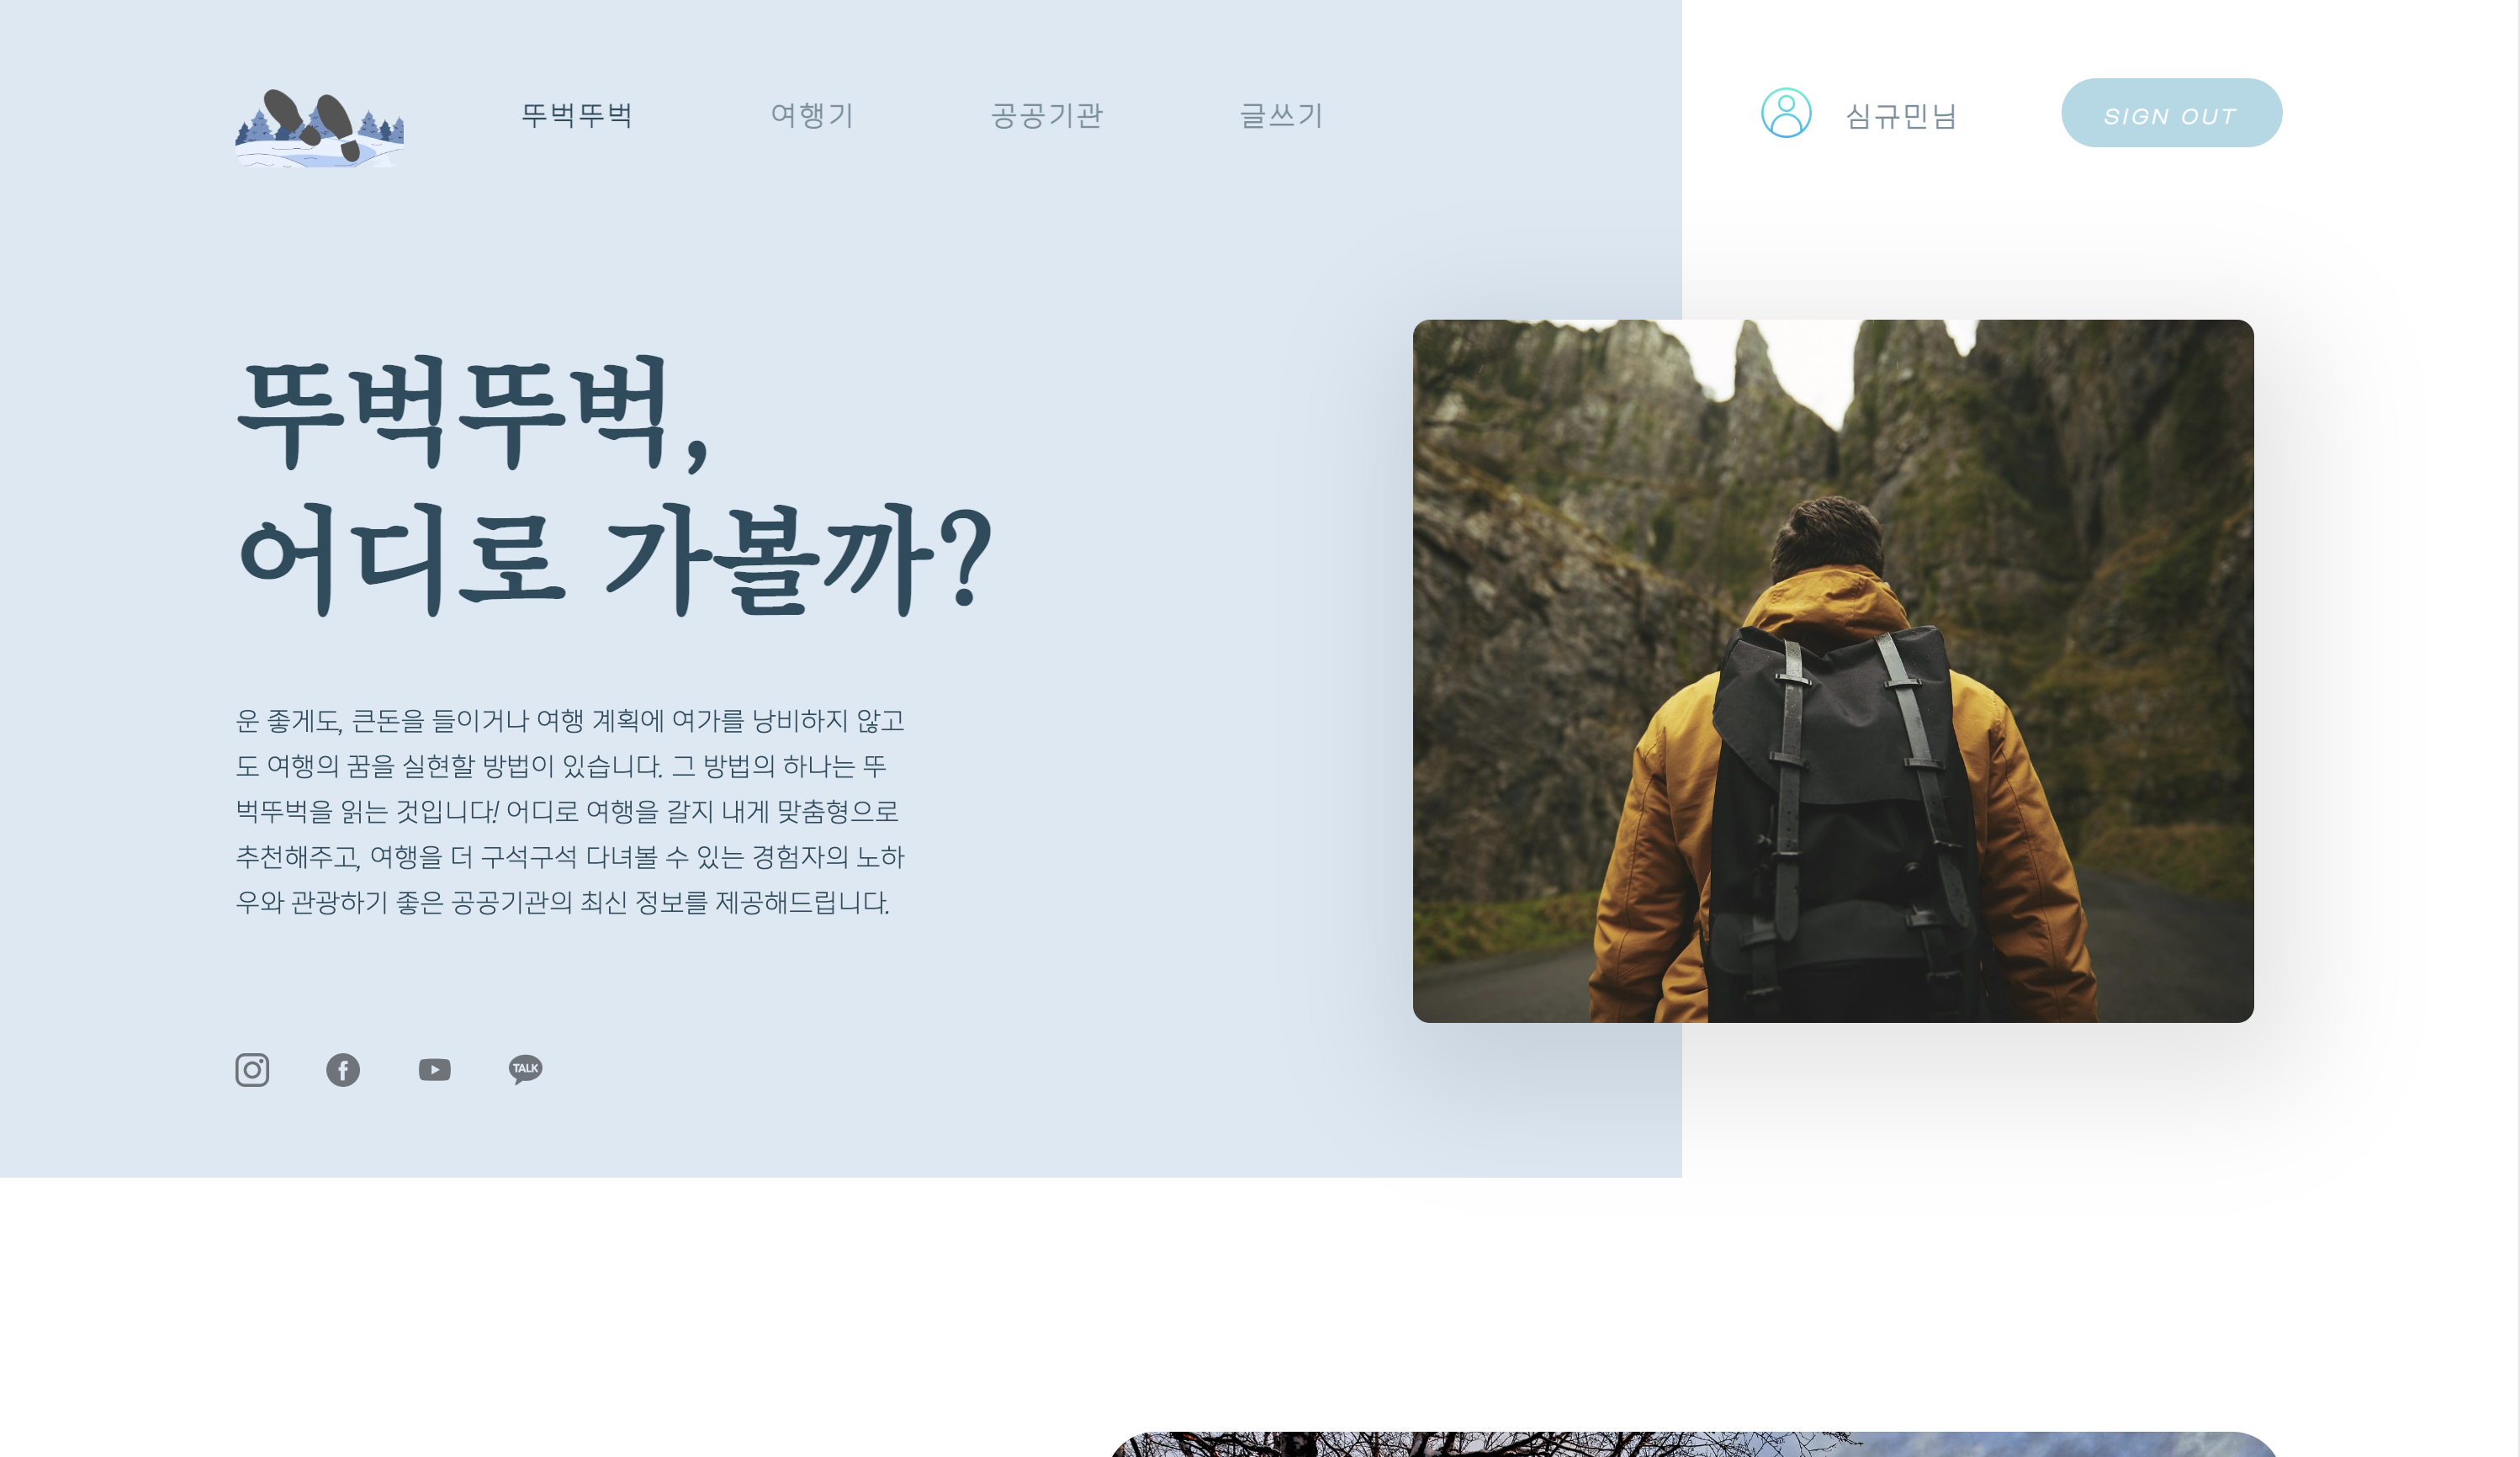 뚜벅뚜벅 여행기 공공기관 글쓰기 심규민님 SIGN OUT
뚜벅뚜벅,
어디로 가볼까?
운 좋게도, 큰돈을 들이거나 여행 계획에 여가를 낭비하지 않고
도 여행의 꿈을 실현할 방법이 있습니다. 그 방법의 하나는 뚜
벅뚜벅을 읽는 것입니다! 어디로 여행을 갈지 내게 맞춤형으로
추천해주고, 여행을 더 구석구석 다녀볼 수 있는 경험자의 노하
우와 관광하기 좋은 공공기관의 최신 정보를 제공해드립니다.
TALK